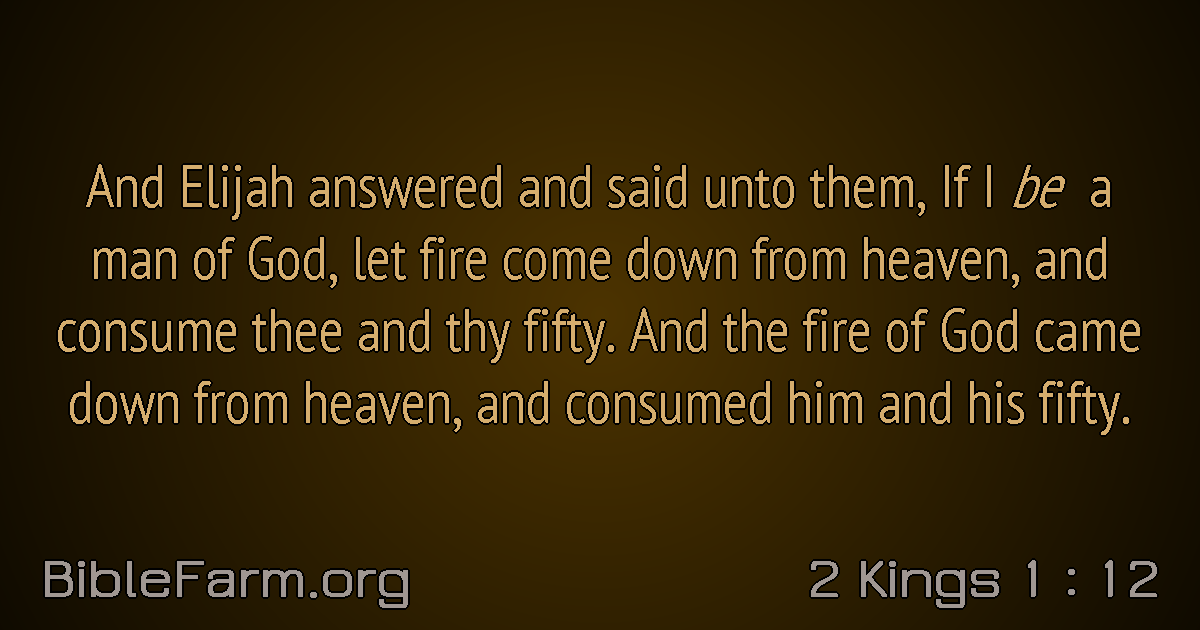 And Elijah answered and said unto them, If I be a
man of God, let fire come down from heaven, and
consume thee and thy fifty. And the fire of God came
down from heaven, and consumed him and his fifty.
BibleFarm.org
2 Kings 1 : 12